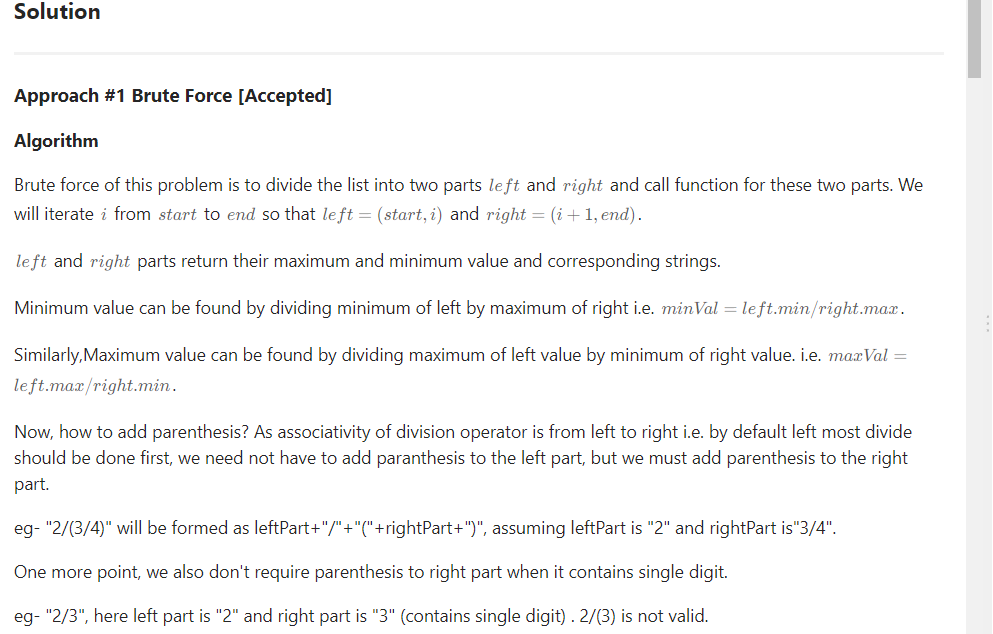 Solution
Approach #1 Brute Force [Accepted]
Algorithm
Brute force of this problem is to divide the list into two parts left and right and call function for these two parts. We
will iterate i from start to end so that left = (start, i) and right = (i + 1, end).
left and right parts return their maximum and minimum value and corresponding strings.
Minimum value can be found by dividing minimum of left by maximum of right i.e. minVal = left.min/right.max.
Similarly,Maximum value can be found by dividing maximum of left value by minimum of right value. i.e. maxVal =
left.max/right.min.
Now, how to add parenthesis? As associativity of division operator is from left to right i.e. by default left most divide
should be done first, we need not have to add paranthesis to the left part, but we must add parenthesis to the right
part.
eg- "2/(3/4)" will be formed as leftPart+"/"+"("+rightPart+")", assuming leftPart is "2" and rightPart is"3/4".
One more point, we also don't require parenthesis to right part when it contains single digit.
eg- "2/3", here left part is "2" and right part is "3" (contains single digit) . 2/(3) is not valid.